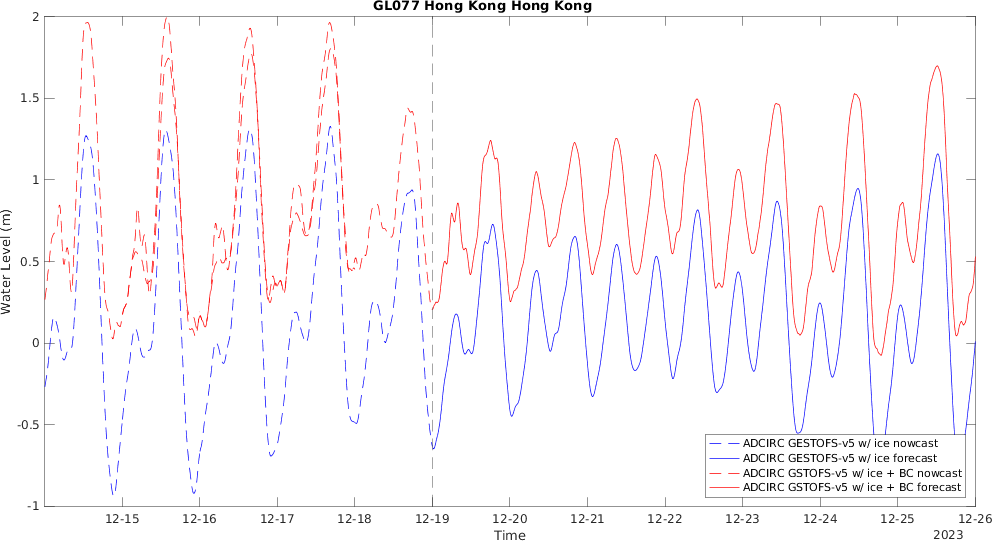 GL077 Hong Kong Hong Kong
Water Level (m)
2
1.5
1
0.5
0
-0.5
-1
ADCIRC GESTOFS-v5 w/ ice nowcast
ADCIRC GESTOFS-v5 w/ ice forecast
ADCIRC GSTOFS-v5 w/ ice + BC nowcast
ADCIRC GSTOFS-v5 w/ ice + BC forecast
12-15 12-16 12-17 12-18 12-19 12-20 12-21 12-22 12-23 12-24 12-25 12-26
Time
2023